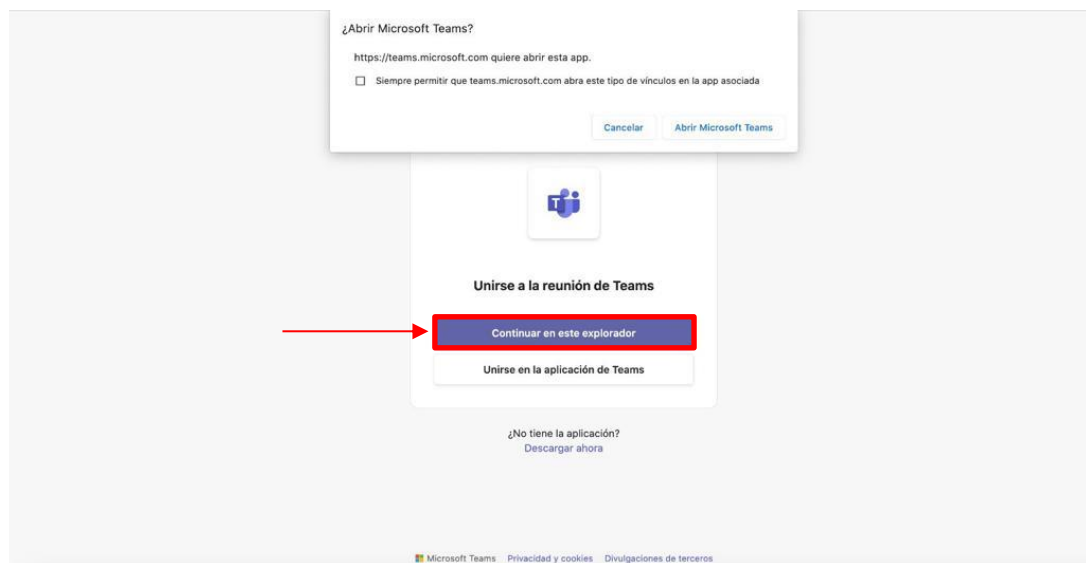 ¿Abrir Microsoft Teams?
https://teams.microsoft.com quiere abrir esta app.
Siempre permitir que teams.microsoft.com abra este tipo de vínculos en la app asociada
Cancelar Abrir Microsoft Teams
T
Unirse a la reunión de Teams
Continuar en este explorador
Unirse en la aplicación de Teams
¿No tiene la aplicación?
Descargar ahora
Microsoft Teams Privacidad y cookies Divulgaciones de terceros